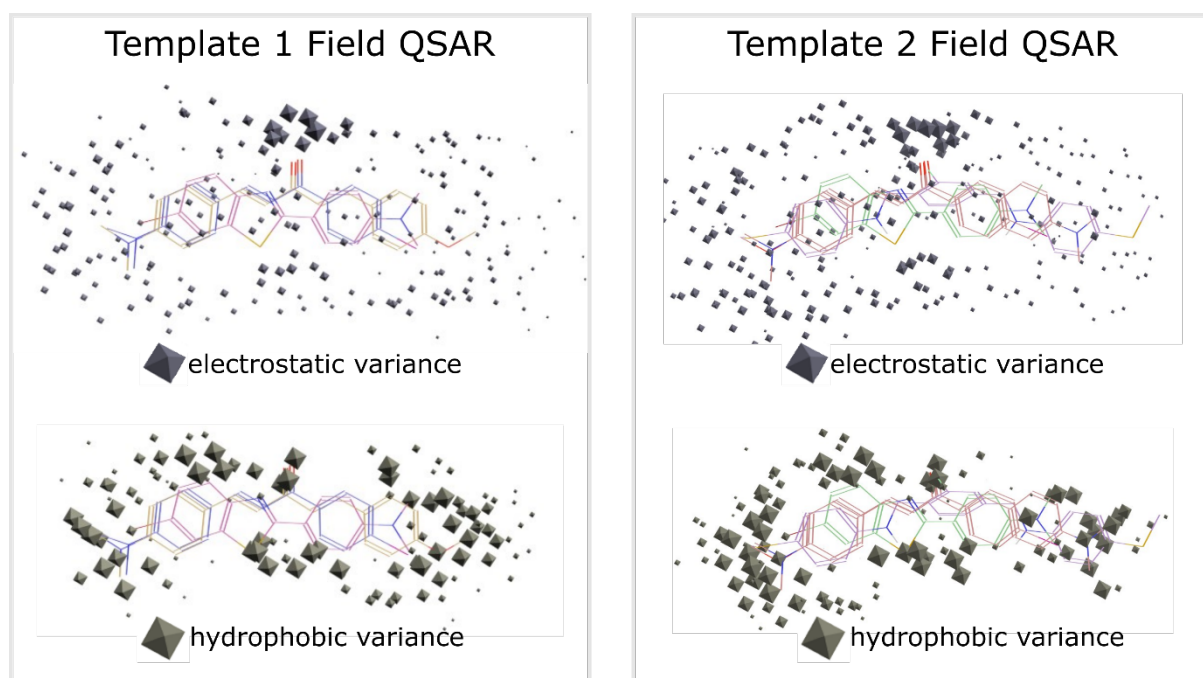 Template 1 Field QSAR
electrostatic variance
hydrophobic variance
Template 2 Field QSAR
electrostatic variance
hydrophobic variance